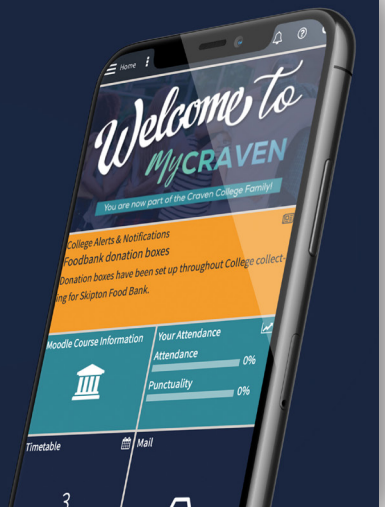 Home
Welcome to
MyCRAVEN
You are now part of the Craven College Family!
College Alerts & Notifications
Foodbank donation boxes
Donation boxes have been set up throughout College collect-
ing for Skipton Food Bank.
Moodle Course Information
Your Attendance
Attendance
0%
Punctuality
0%
Timetable
Mail
3